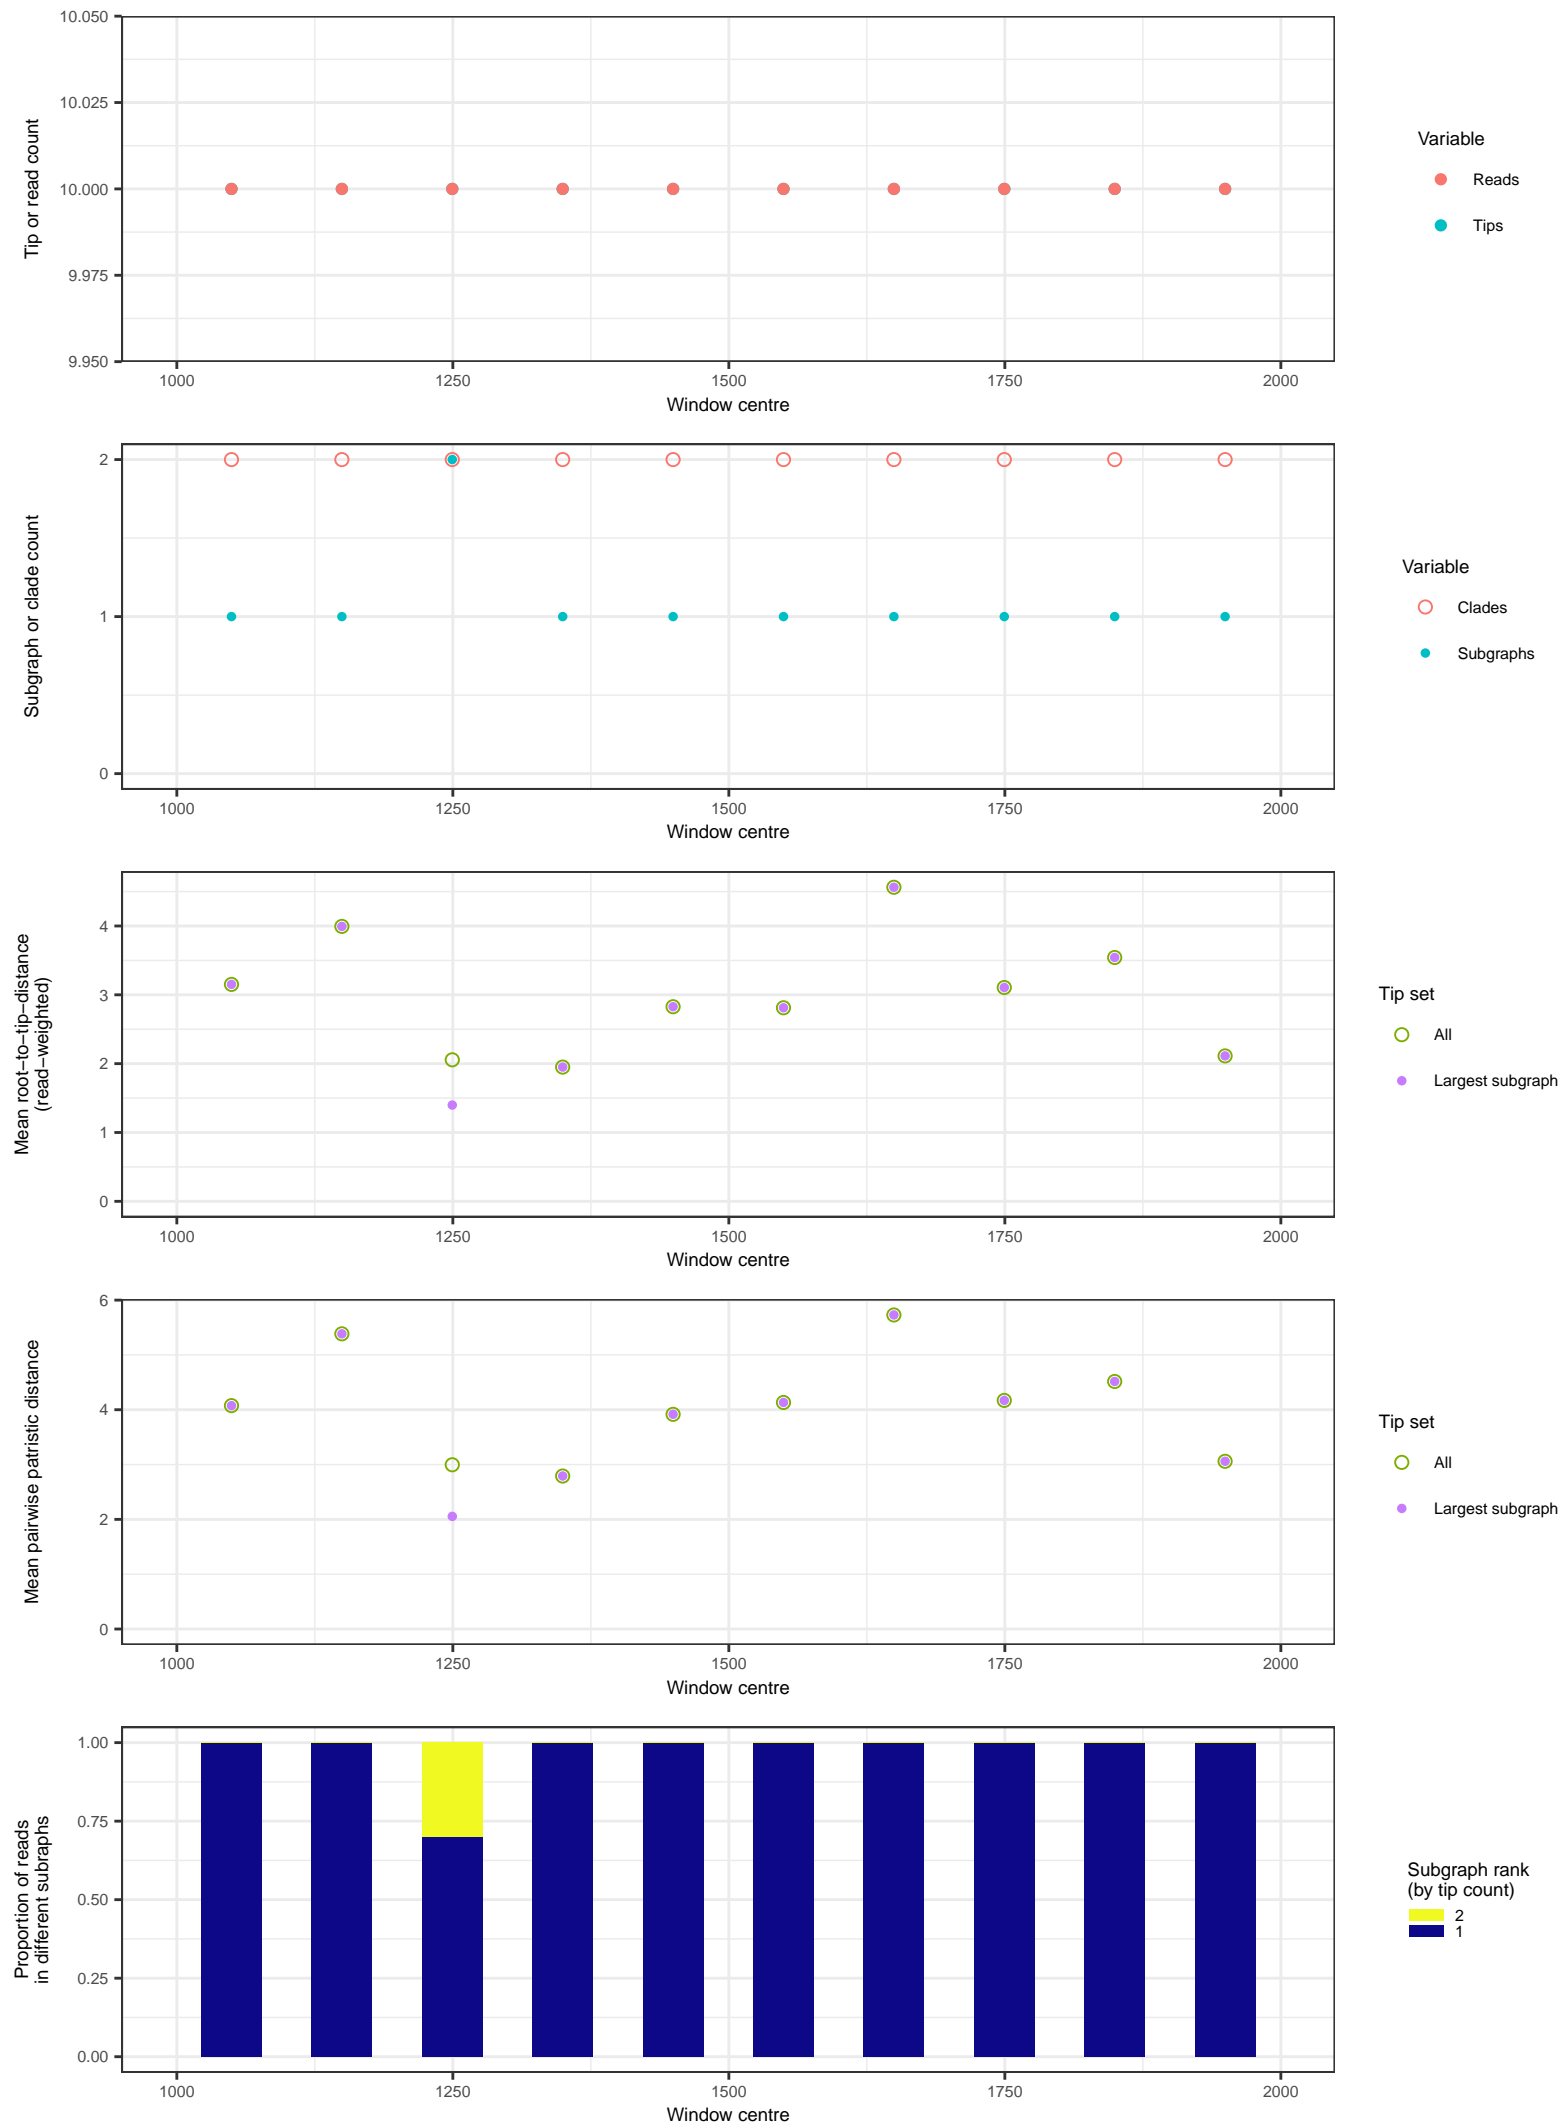 10.050
10.025
10.000
9.975
9.950
Tip or read count
1000 1250 1500 1750 2000
Window centre
Variable
Reads
Tips
2
1
0
Subgraph or clade count
1000 1250 1500 1750 2000
Window centre
Variable
Clades
Subgraphs
4
3
2
1
0
Mean root−to−tip−distance
(read−weighted)
1000 1250 1500 1750 2000
Window centre
Tip set
All
Largest subgraph
6
4
2
0
Mean pairwise patristic distance
1000 1250 1500 1750 2000
Window centre
Tip set
All
Largest subgraph
1.00
0.75
0.50
0.25
0.00
Proportion of reads
in different subraphs
1000 1250 1500 1750 2000
Window centre
Subgraph rank
(by tip count)
2
1